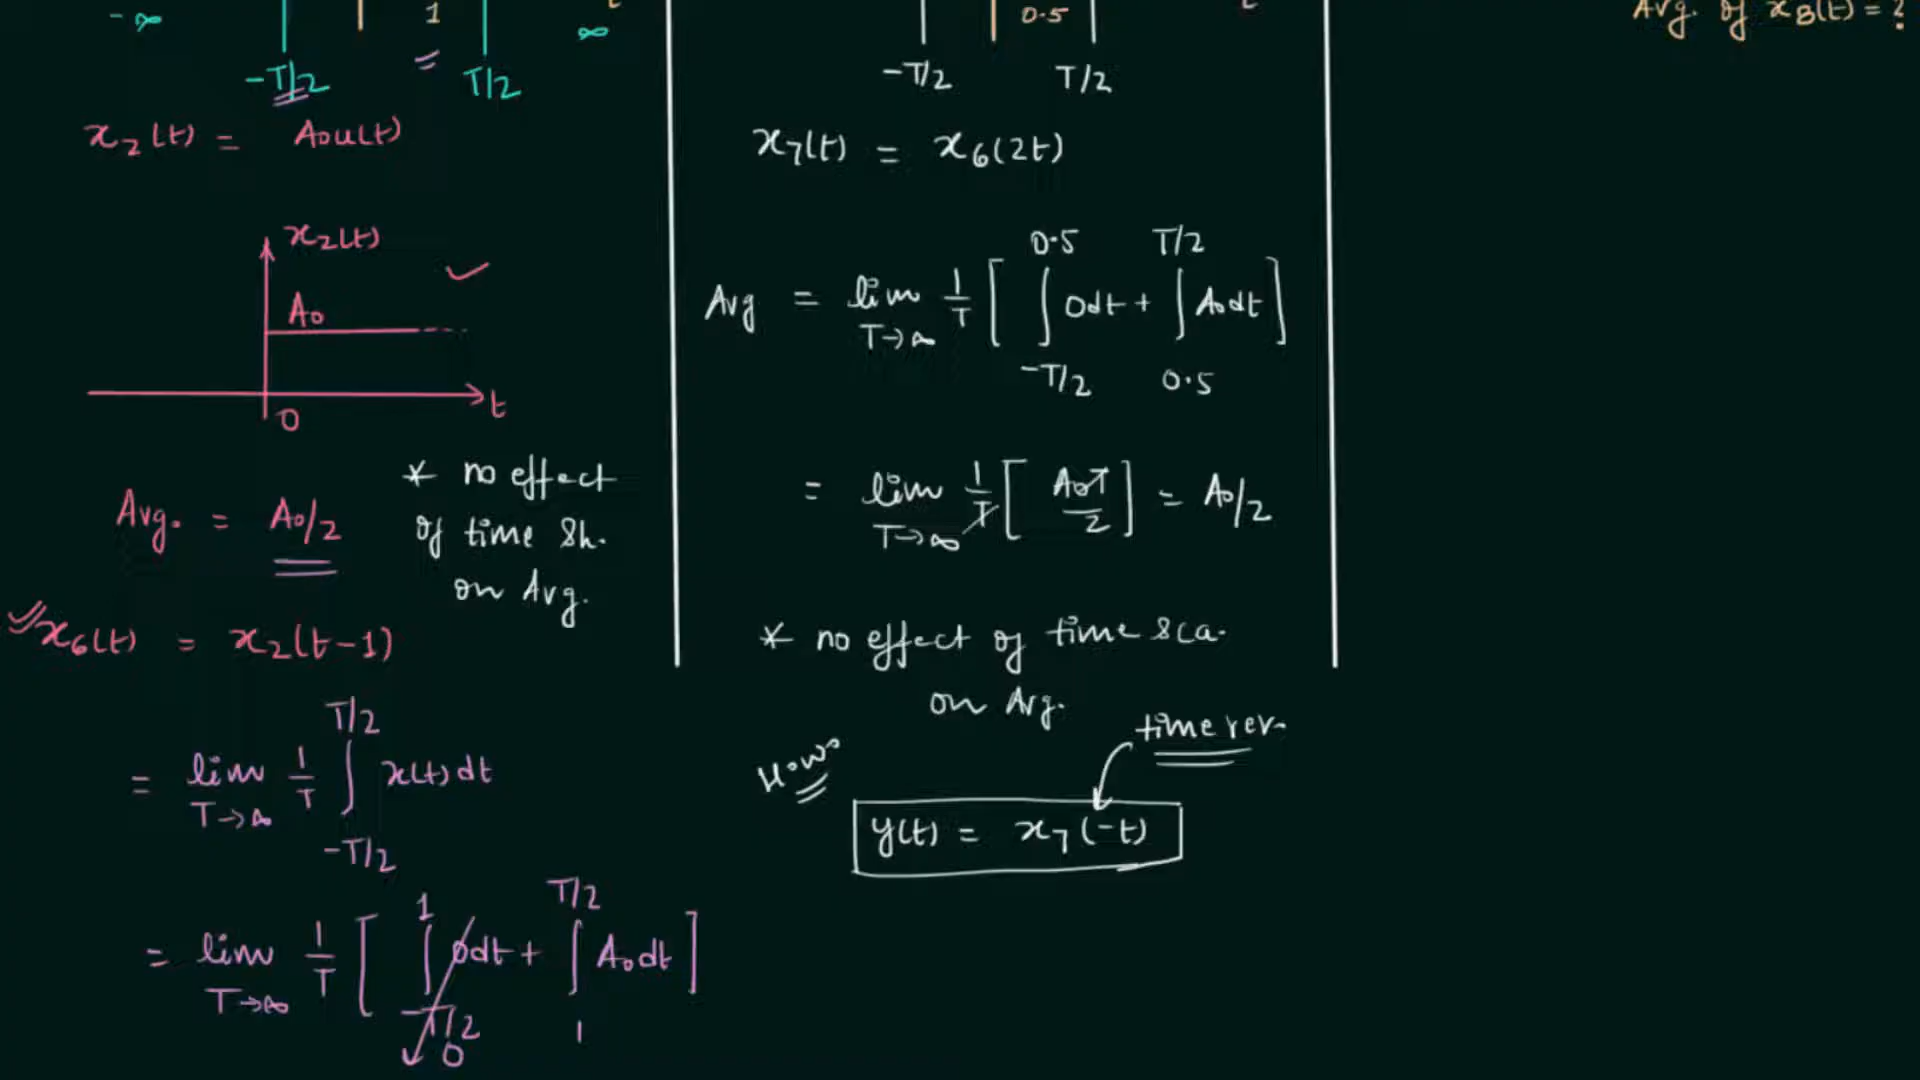 -∞ 1 t ∞
-T/2 T/2
x₂(t) = A₀u(t)
x₂(t)
A₀
0 t
Avg. = A₀/2
* no effect
of time Sh.
on Avg.
x₆(t) = x₂(t-1)
= lim T→∞ 1/T ∫ -T/2 T/2 x(t)dt
= lim T→∞ 1/T [ ∫ -T/2 1 0dt + ∫ 1 T/2 A₀dt ]
0
0.5 t
-T/2 T/2
x₇(t) = x₆(2t)
Avg = lim T→∞ 1/T [ ∫ -T/2 0.5 0dt + ∫ 0.5 T/2 A₀dt ]
= lim T→∞ 1/T [ A₀T/2 ] = A₀/2
* no effect of time Sca.
on Avg.
time rev.
H.W.
y(t) = x₇(-t)
Avg. of x₈(t) = ?